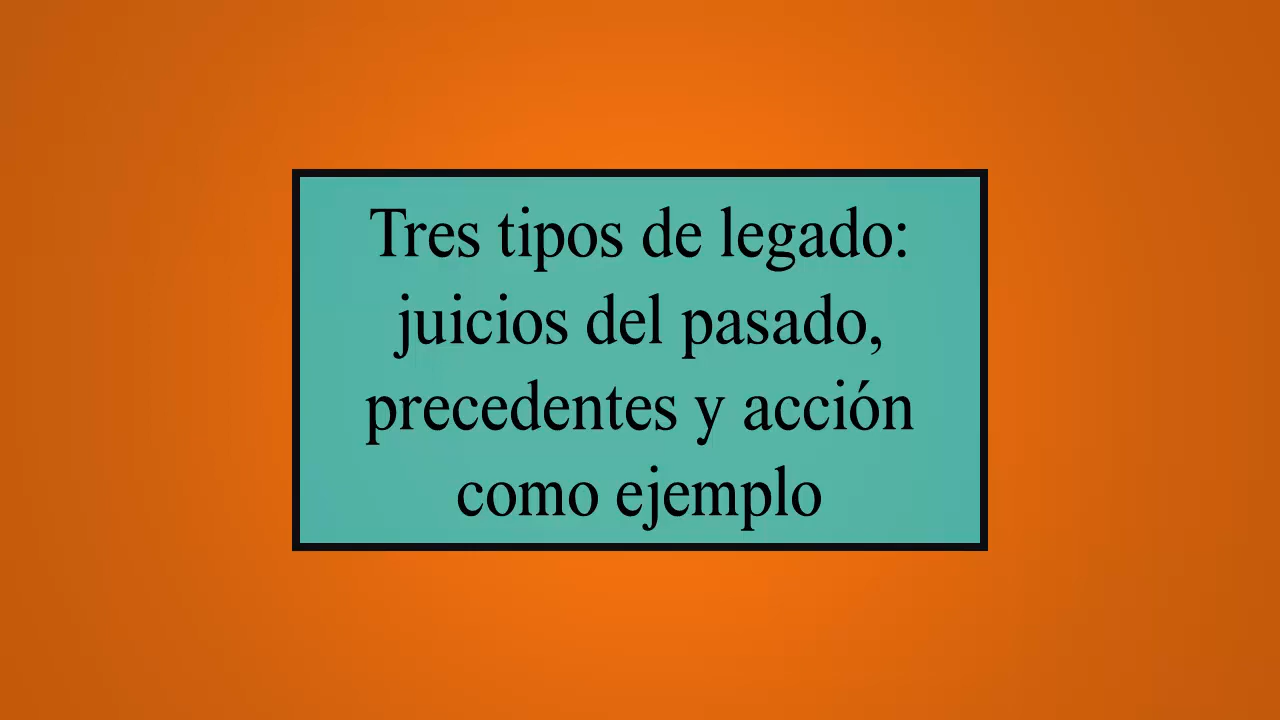 Tres tipos de legado:
juicios del pasado,
precedentes y acción
como ejemplo